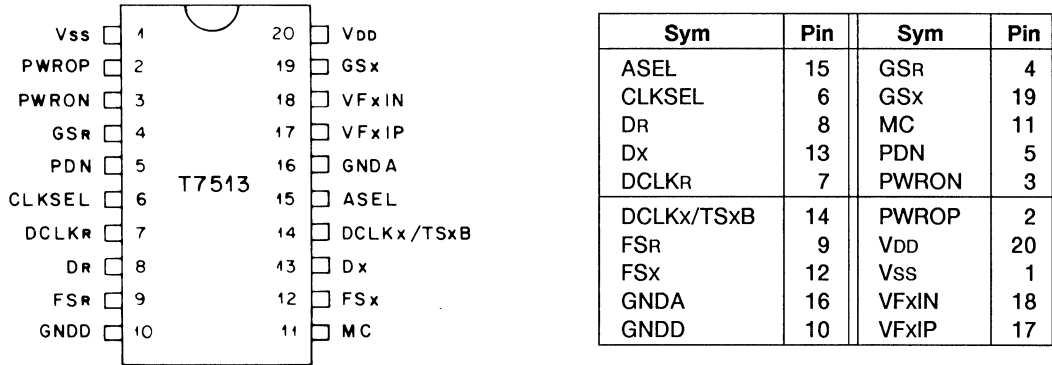 Vss 1 20 VDD
PWROP 2 19 GSx
PWRON 3 18 VFxIN
GSR 4 17 VFxIP
PDN 5 16 GNDA
T7513
CLKSEL 6 15 ASEL
DCLKR 7 14 DCLKx/TSxB
DR 8 13 Dx
FSR 9 12 FSx
GNDD 10 11 MC
Sym Pin Sym Pin
ASEL 15 GSR 4
CLKSEL 6 GSx 19
DR 8 MC 11
Dx 13 PDN 5
DCLKR 7 PWRON 3
DCLKx/TSxB 14 PWROP 2
FSR 9 VDD 20
FSx 12 Vss 1
GNDA 16 VFxIN 18
GNDD 10 VFxIP 17